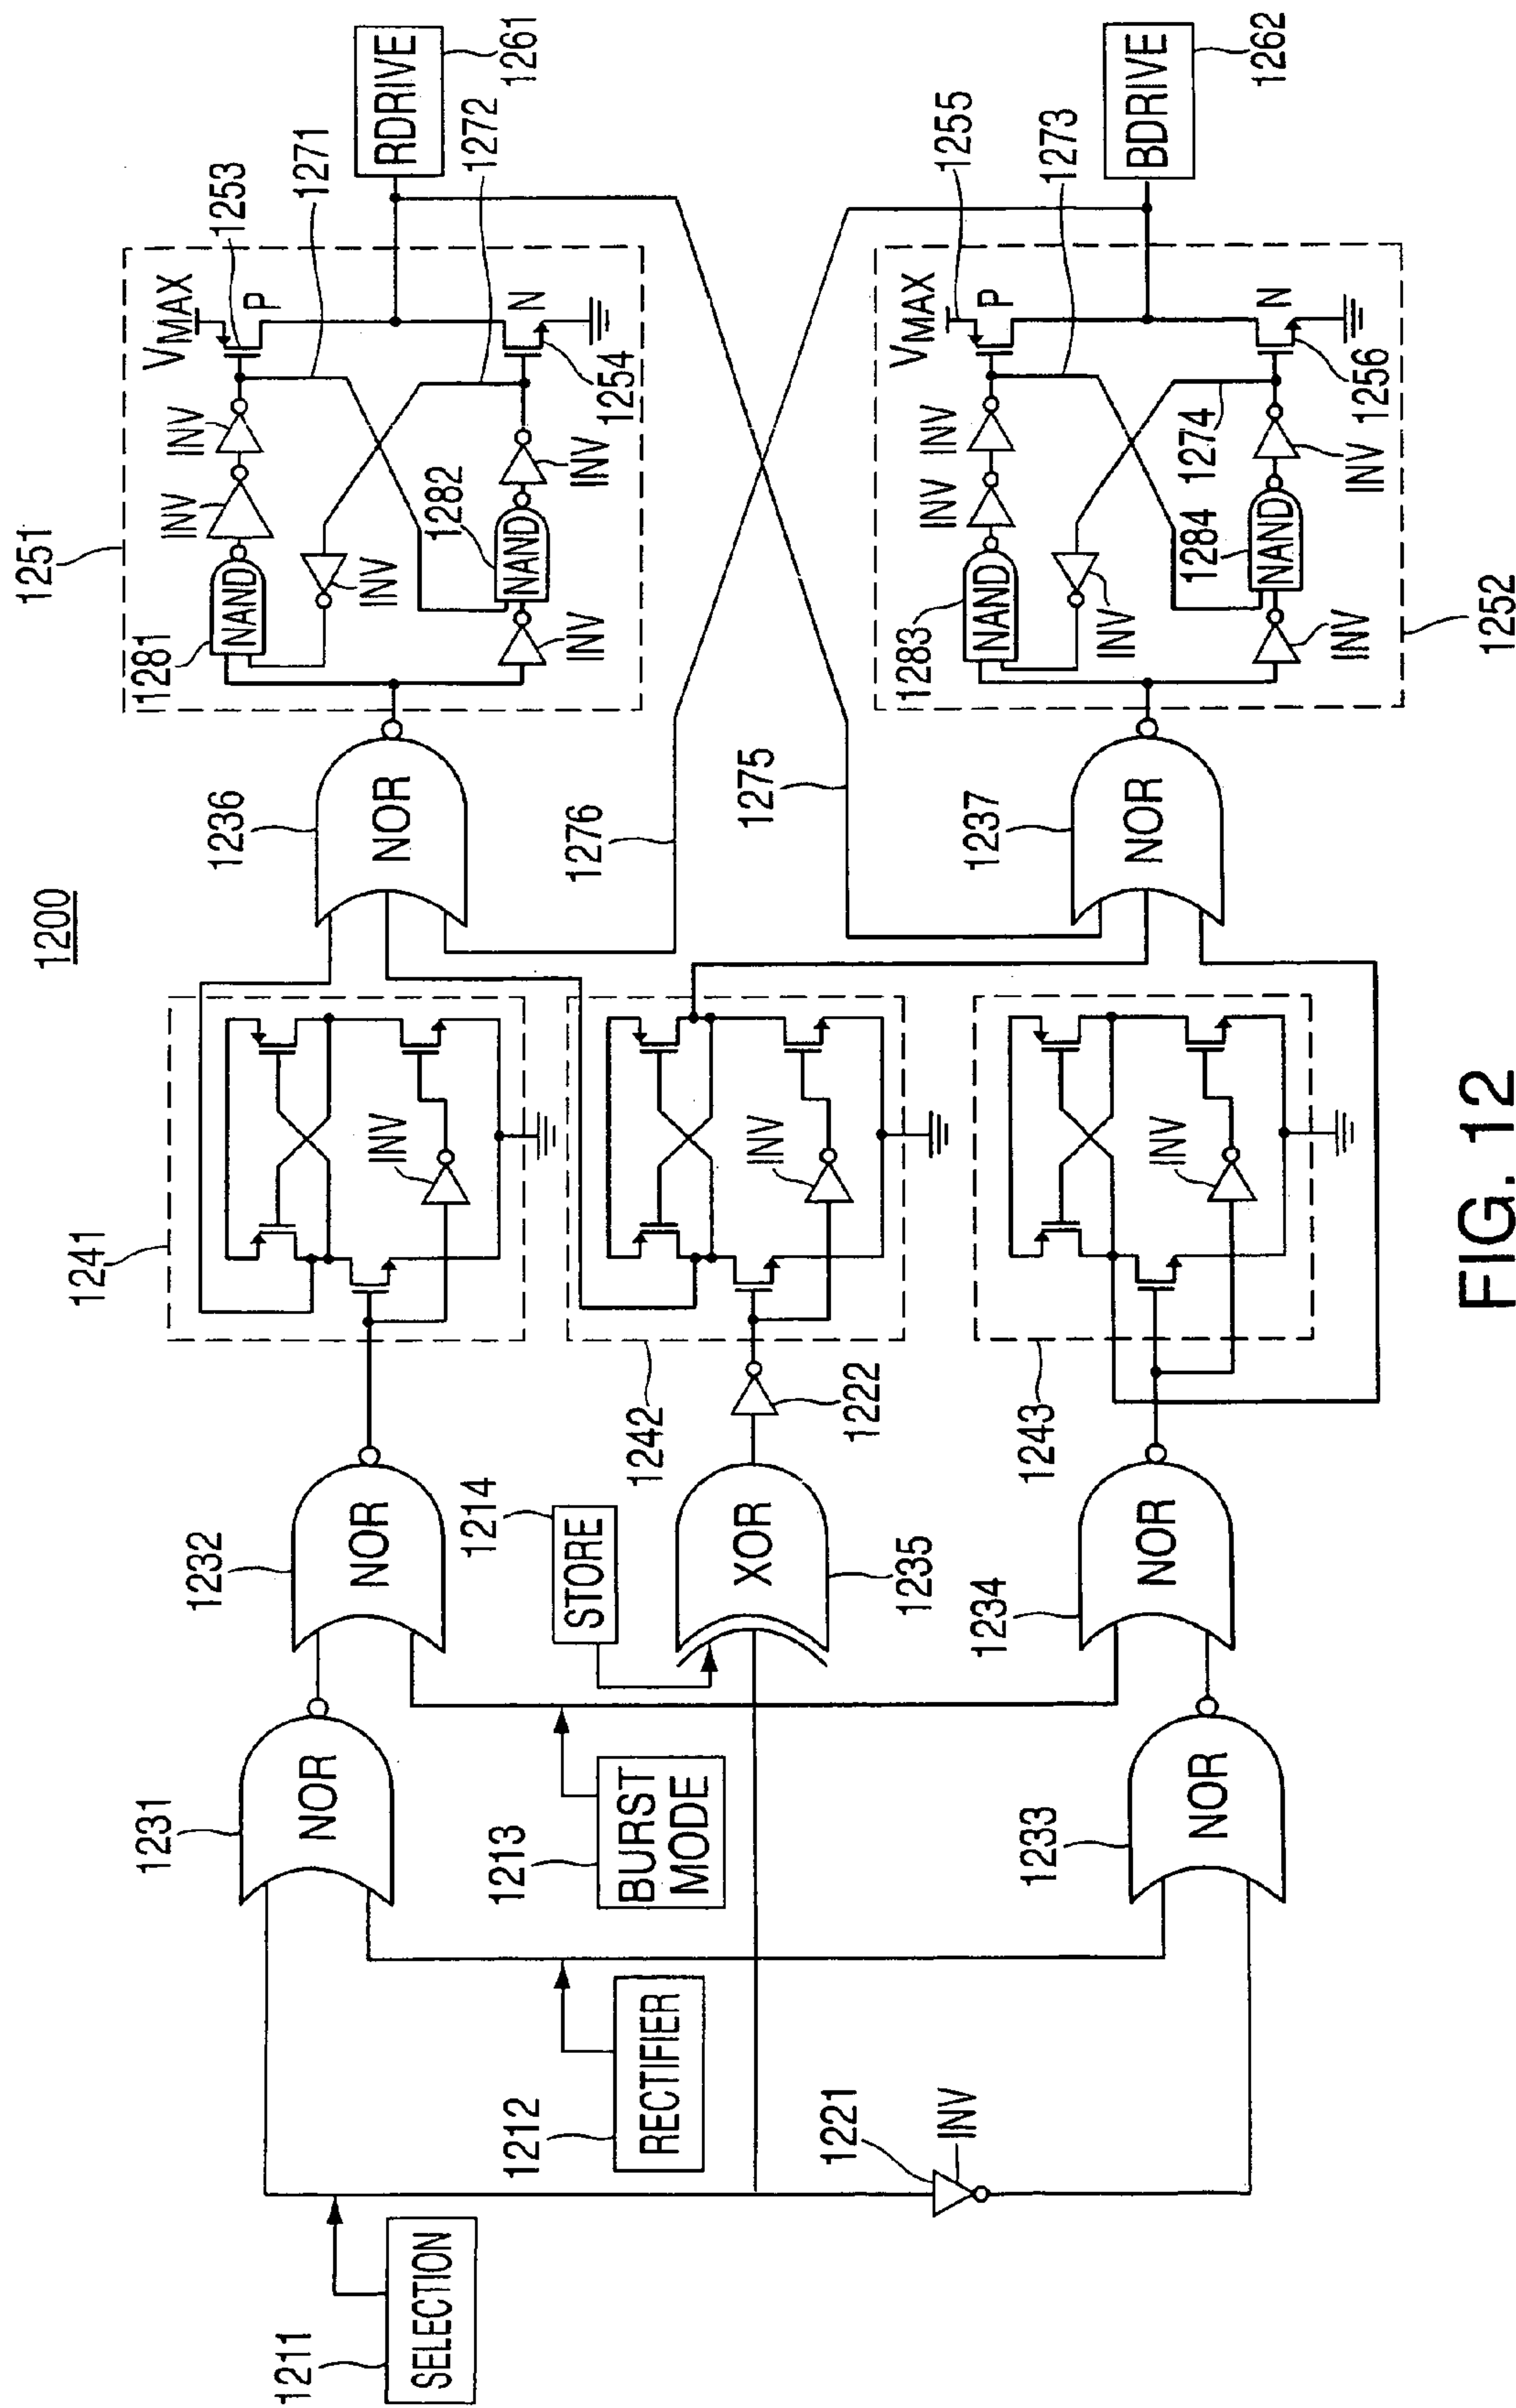 1200
1251
1253
VMAX
P
1271
INV
INV
1281
NAND
INV
1272
1282
NAND
INV
INV
N
1254
RDRIVE
1261
1236
NOR
1276
1275
1241
INV
1232
NOR
1231
NOR
1214
STORE
1242
INV
1222
XOR
1235
1213
BURST
MODE
1212
RECTIFIER
1211
SELECTION
1221
INV
1233
NOR
1234
NOR
1243
INV
1237
NOR
1255
VMAX
P
1273
INV
INV
1283
NAND
INV
1274
1284
NAND
INV
INV
N
1256
1252
BDRIVE
1262
FIG. 12